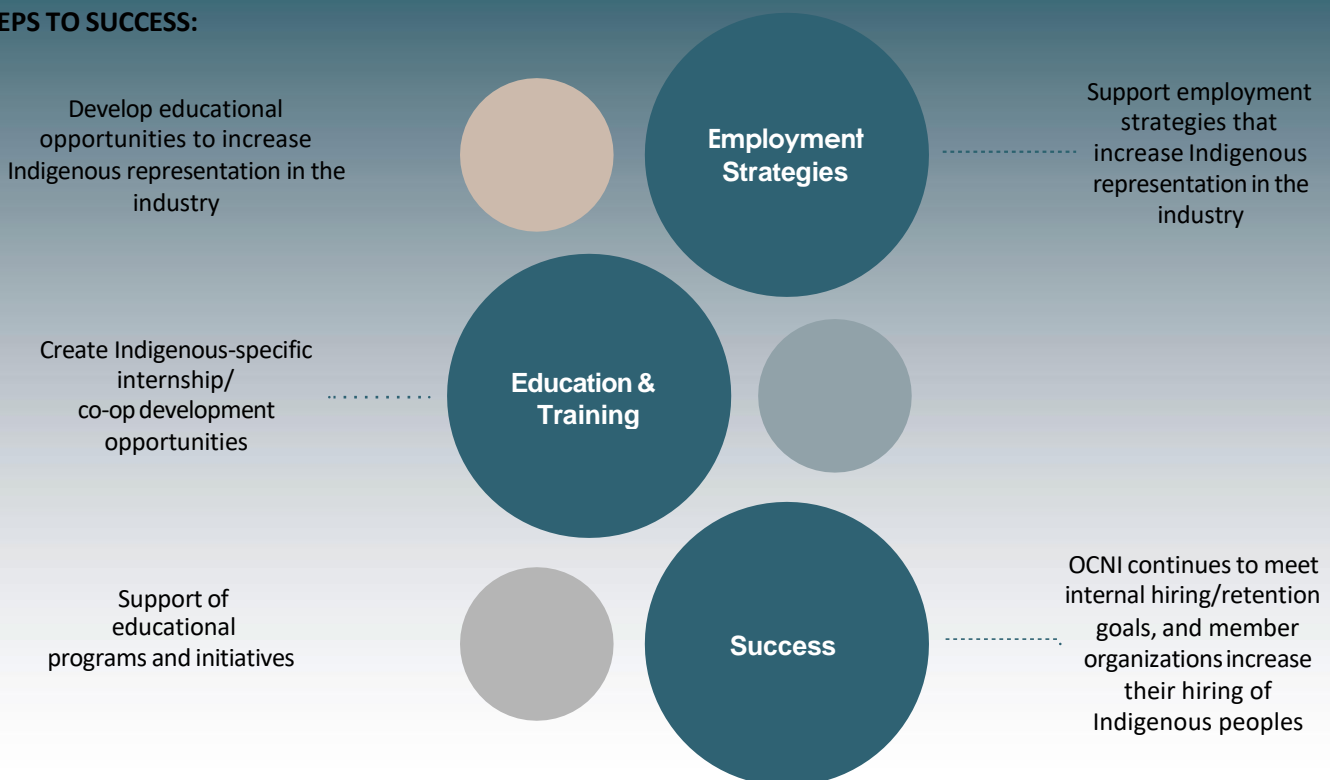 EPS TO SUCCESS:
Develop educational
opportunities to increase
Indigenous representation in the
industry
Employment
Strategies
Support employment
strategies that
increase Indigenous
representation in the
industry
Create Indigenous-specific
internship/
co-op development
opportunities
Education &
Training
Support of
educational
programs and initiatives
Success
OCNI continues to meet
internal hiring/retention
goals, and member
organizations increase
their hiring of
Indigenous peoples